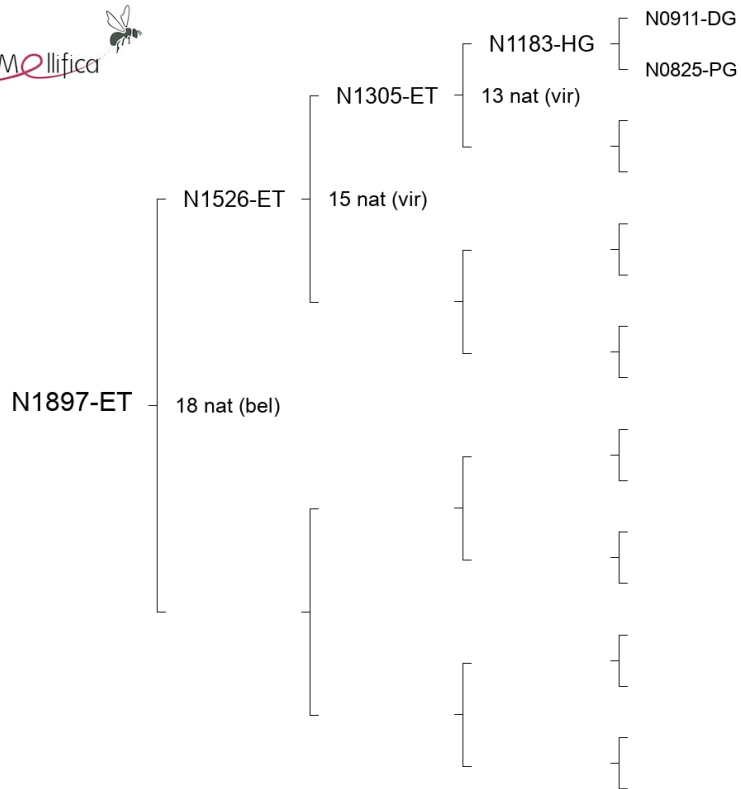 Mellifica
N0911-DG
N1183-HG
N0825-PG
N1305-ET
13 nat (vir)
N1526-ET
15 nat (vir)
N1897-ET
18 nat (bel)